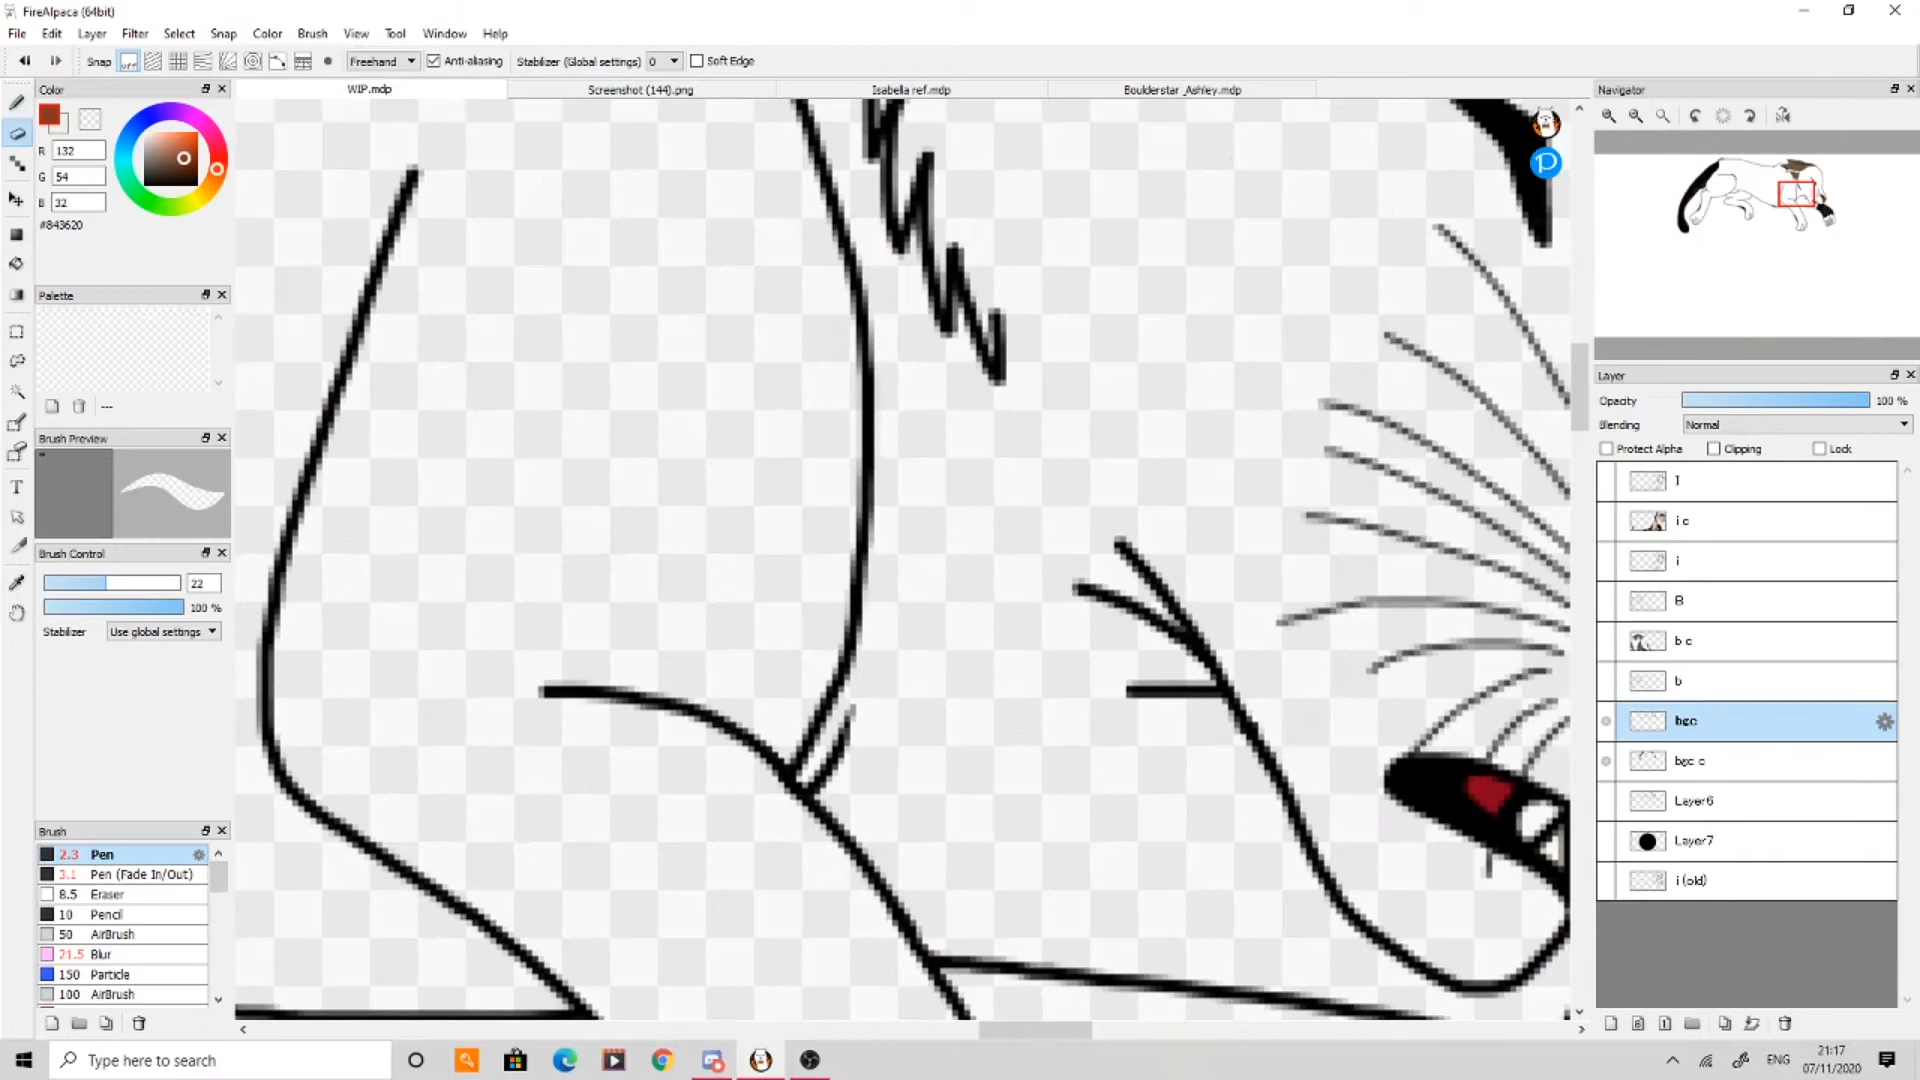 FireAlpaca (64bit)
File Edit Layer Filter Select Snap Color Brush View Tool Window Help
Snap off Freehand Anti-aliasing Stabilizer (Global settings) 0 Soft Edge
Color
WIP.mdp Screenshot (144).png Isabella ref.mdp Boulderstar_Ashley.mdp
Navigator
R 132
G 54
B 32
#843620
Palette
---
Brush Preview
Brush Control
22
100 %
Stabilizer Use global settings
Brush
2.3 Pen
3.1 Pen (Fade In/Out)
8.5 Eraser
10 Pencil
50 AirBrush
21.5 Blur
150 Particle
100 AirBrush
T
P
Layer
Opacity 100 %
Blending Normal
Protect Alpha Clipping Lock
I
i c
i
B
b c
b
bgc
bgc c
Layer6
Layer7
i (old)
Type here to search
ENG
21:17
07/11/2020